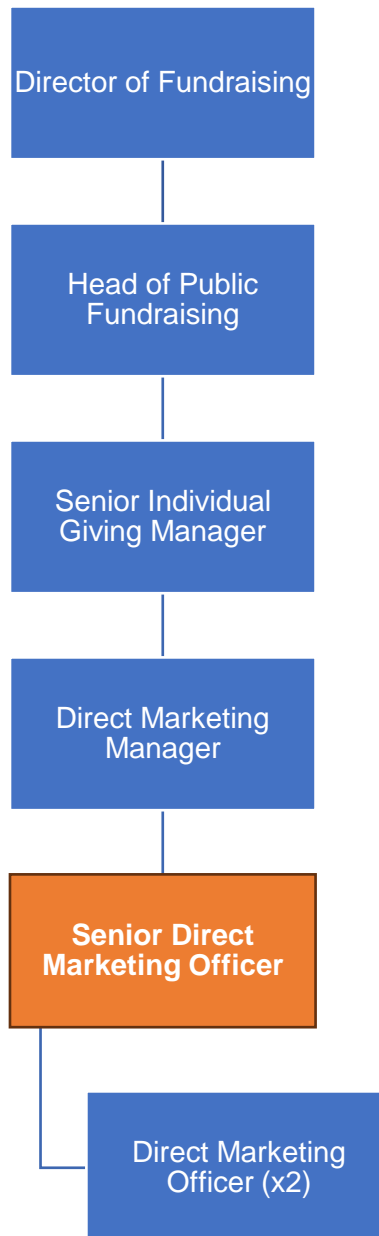 Director of Fundraising
Head of Public
Fundraising
Senior Individual
Giving Manager
Direct Marketing
Manager
Senior Direct
Marketing Officer
Direct Marketing
Officer (x2)